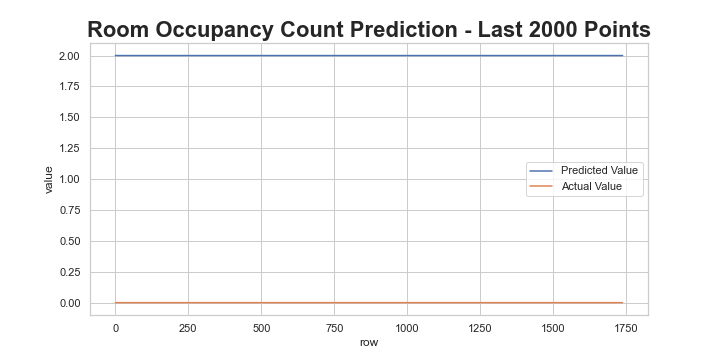 Room Occupancy Count Prediction - Last 2000 Points
2.00
1.75
1.50
1.25
1.00
0.75
0.50
0.25
0.00
value
Predicted Value
Actual Value
0 250 500 750 1000 1250 1500 1750
row